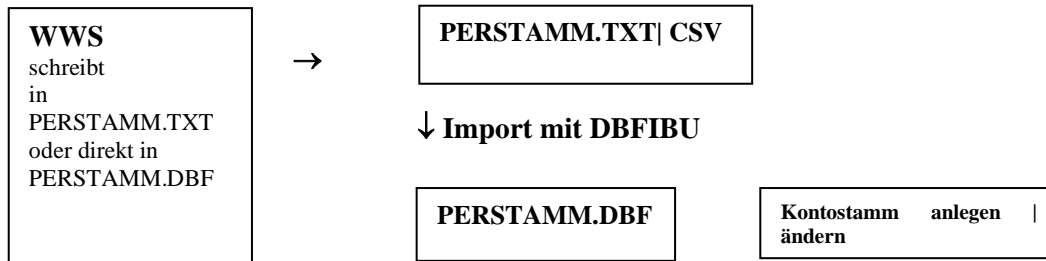 WWS
schreibt
in
PERSTAMM.TXT
oder direkt in
PERSTAMM.DBF
→
PERSTAMM.TXT| CSV
↓ Import mit DBFIBU
PERSTAMM.DBF
Kontostamm anlegen |
ändern